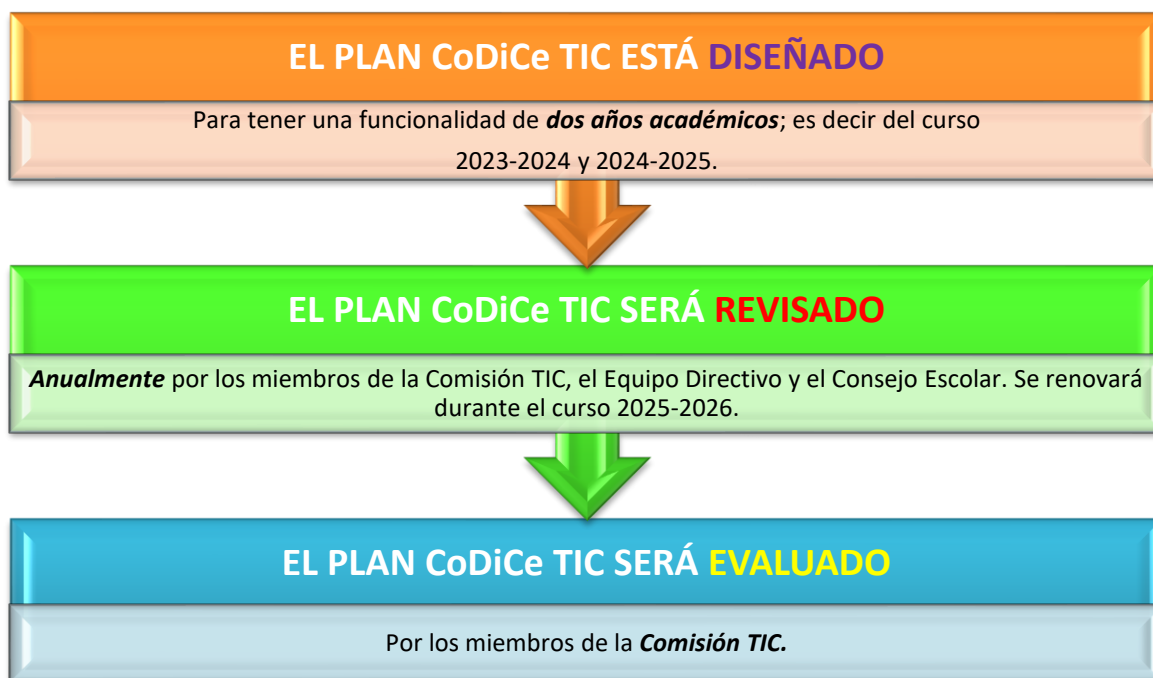 EL PLAN CoDiCe TIC ESTÁ DISEÑADO
Para tener una funcionalidad de dos años académicos; es decir del curso
2023-2024 y 2024-2025.
EL PLAN CoDiCe TIC SERÁ REVISADO
Anualmente por los miembros de la Comisión TIC, el Equipo Directivo y el Consejo Escolar. Se renovará
durante el curso 2025-2026.
EL PLAN CoDiCe TIC SERÁ EVALUADO
Por los miembros de la Comisión TIC.